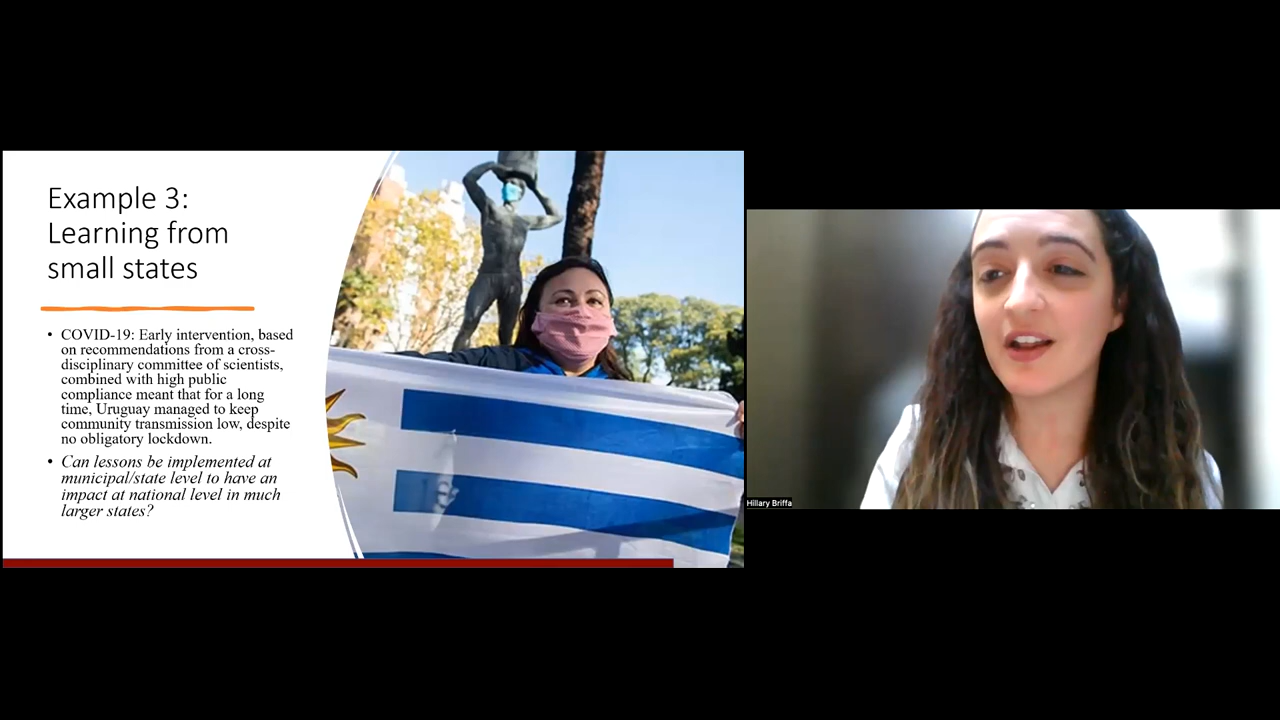 Example 3:
Learning from
small states
• COVID-19: Early intervention, based
on recommendations from a cross-
disciplinary committee of scientists,
combined with high public
compliance meant that for a long
time, Uruguay managed to keep
community transmission low, despite
no obligatory lockdown.
• Can lessons be implemented at
municipal/state level to have an
impact at national level in much
larger states?
Hillary Briffa